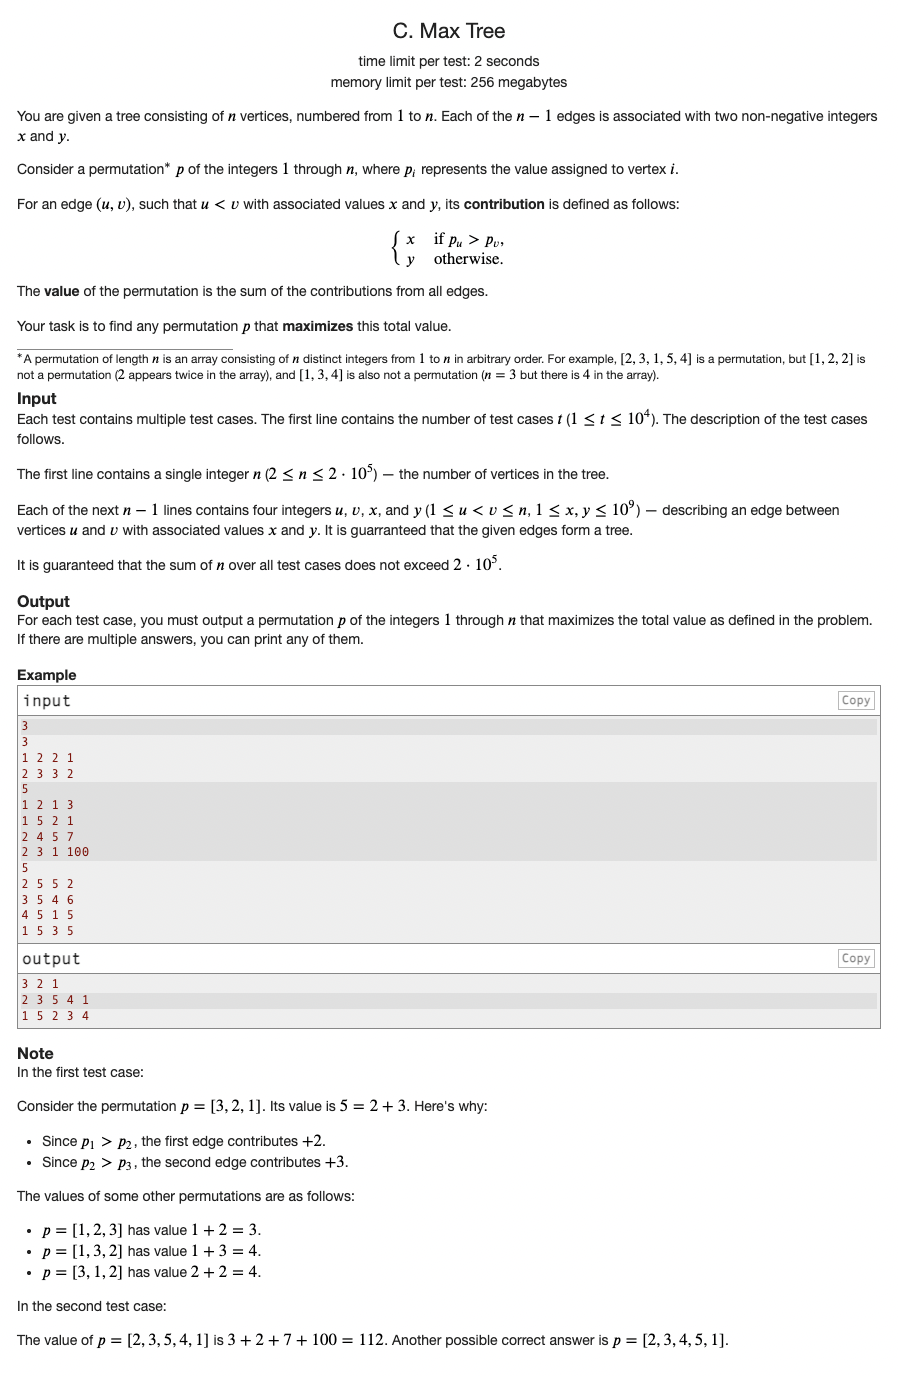 C. Max Tree
time limit per test: 2 seconds
memory limit per test: 256 megabytes
You are given a tree consisting of n vertices, numbered from 1 to n. Each of the n − 1 edges is associated with two non-negative integers
x and y.
Consider a permutation* p of the integers 1 through n, where p_i represents the value assigned to vertex i.
For an edge (u, v), such that u < v with associated values x and y, its contribution is defined as follows:
{ x if p_u > p_v,
y otherwise.
The value of the permutation is the sum of the contributions from all edges.
Your task is to find any permutation p that maximizes this total value.
*A permutation of length n is an array consisting of n distinct integers from 1 to n in arbitrary order. For example, [2, 3, 1, 5, 4] is a permutation, but [1, 2, 2] is
not a permutation (2 appears twice in the array), and [1, 3, 4] is also not a permutation (n = 3 but there is 4 in the array).
Input
Each test contains multiple test cases. The first line contains the number of test cases t (1 ≤ t ≤ 10^4). The description of the test cases
follows.
The first line contains a single integer n (2 ≤ n ≤ 2 · 10^5) — the number of vertices in the tree.
Each of the next n − 1 lines contains four integers u, v, x, and y (1 ≤ u < v ≤ n, 1 ≤ x, y ≤ 10^9) — describing an edge between
vertices u and v with associated values x and y. It is guarranteed that the given edges form a tree.
It is guaranteed that the sum of n over all test cases does not exceed 2 · 10^5.
Output
For each test case, you must output a permutation p of the integers 1 through n that maximizes the total value as defined in the problem.
If there are multiple answers, you can print any of them.
Example
input Copy
3
3
1 2 2 1
2 3 3 2
5
1 2 1 3
1 5 2 1
2 4 5 7
2 3 1 100
5
2 5 5 2
3 5 4 6
4 5 1 5
1 5 3 5
output Copy
3 2 1
2 3 5 4 1
1 5 2 3 4
Note
In the first test case:
Consider the permutation p = [3, 2, 1]. Its value is 5 = 2 + 3. Here's why:
• Since p_1 > p_2, the first edge contributes +2.
• Since p_2 > p_3, the second edge contributes +3.
The values of some other permutations are as follows:
• p = [1, 2, 3] has value 1 + 2 = 3.
• p = [1, 3, 2] has value 1 + 3 = 4.
• p = [3, 1, 2] has value 2 + 2 = 4.
In the second test case:
The value of p = [2, 3, 5, 4, 1] is 3 + 2 + 7 + 100 = 112. Another possible correct answer is p = [2, 3, 4, 5, 1].